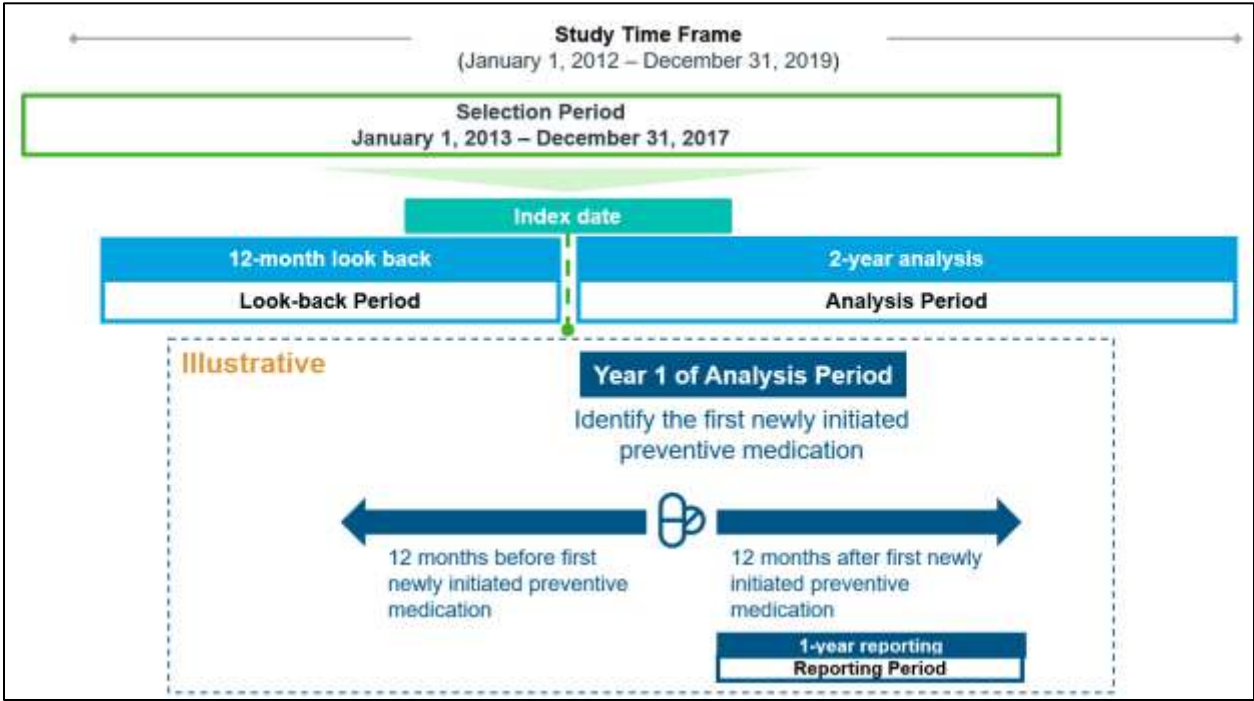 Study Time Frame
(January 1, 2012 – December 31, 2019)
Selection Period
January 1, 2013 – December 31, 2017
Index date
12-month look back
2-year analysis
Look-back Period
Analysis Period
Illustrative
Year 1 of Analysis Period
Identify the first newly initiated
preventive medication
12 months before first
newly initiated preventive
medication
12 months after first newly
initiated preventive
medication
1-year reporting
Reporting Period